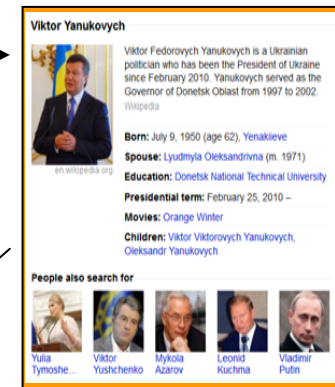 Viktor Yanukovych
Viktor Fedorovych Yanukovych is a Ukrainian
politician who has been the President of Ukraine
since February 2010. Yanukovych served as the
Governor of Donetsk Oblast from 1997 to 2002.
Wikipedia
en.wikipedia.org
Born: July 9, 1950 (age 62), Yenakiieve
Spouse: Lyudmyla Oleksandrivna (m. 1971)
Education: Donetsk National Technical University
Presidential term: February 25, 2010 –
Movies: Orange Winter
Children: Viktor Viktorovych Yanukovych,
Oleksandr Yanukovych
People also search for
Yulia Viktor Mykola Leonid Vladimir
Tymoshe... Yushchenko Azarov Kuchma Putin